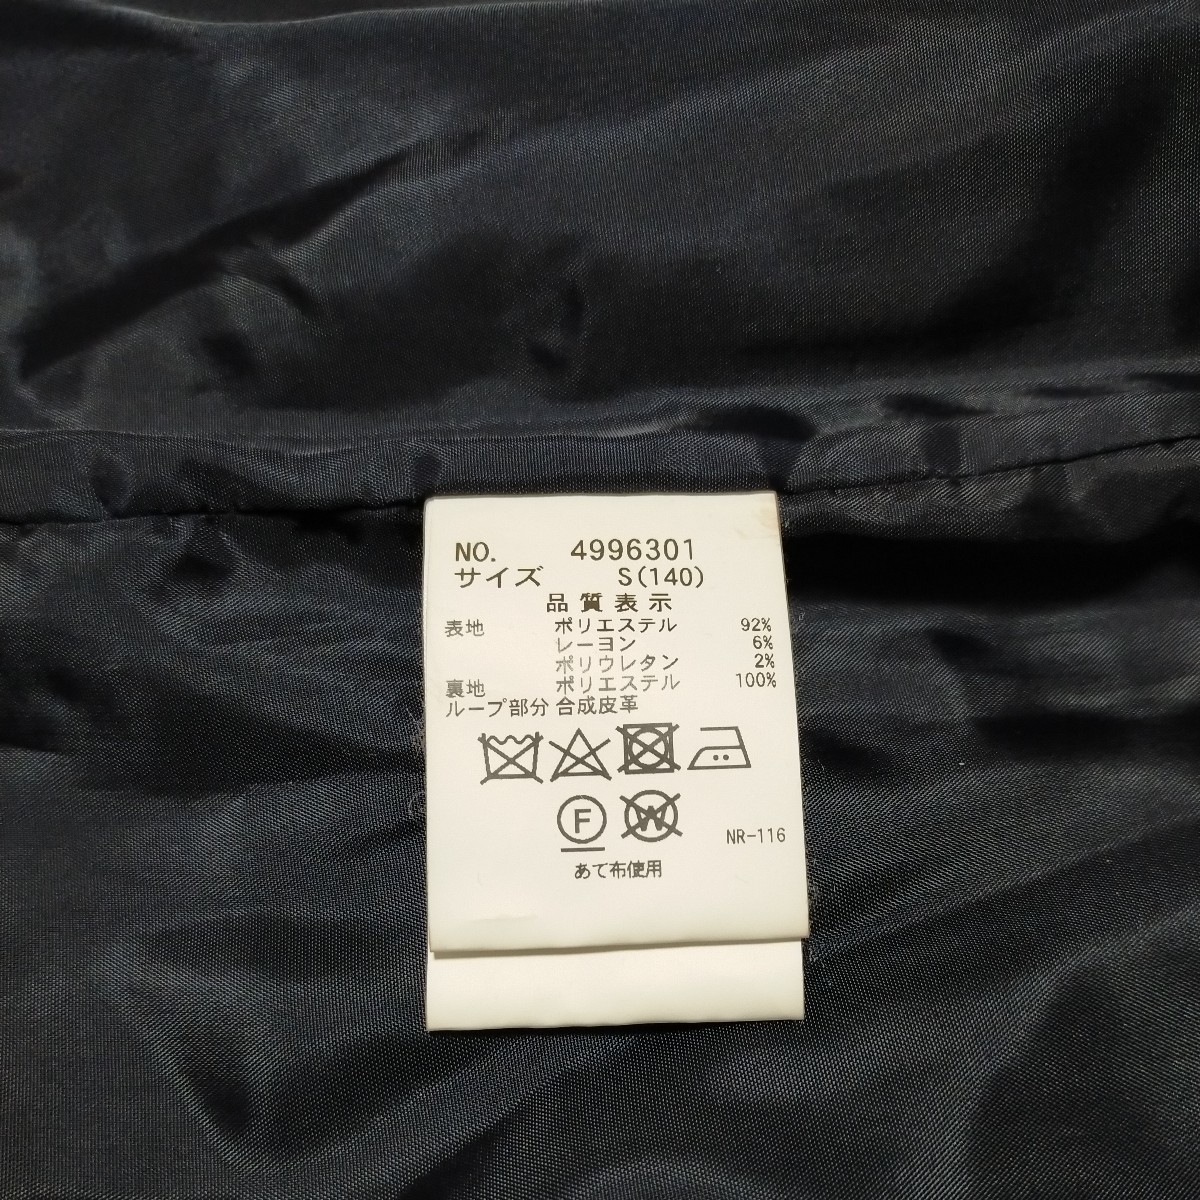 NO. 4996301
サイズ S(140)
品質表示
表地 ポリエステル 92%
レーヨン 6%
ポリウレタン 2%
裏地 ポリエステル 100%
ループ部分 合成皮革
F W
NR-116
あて布使用